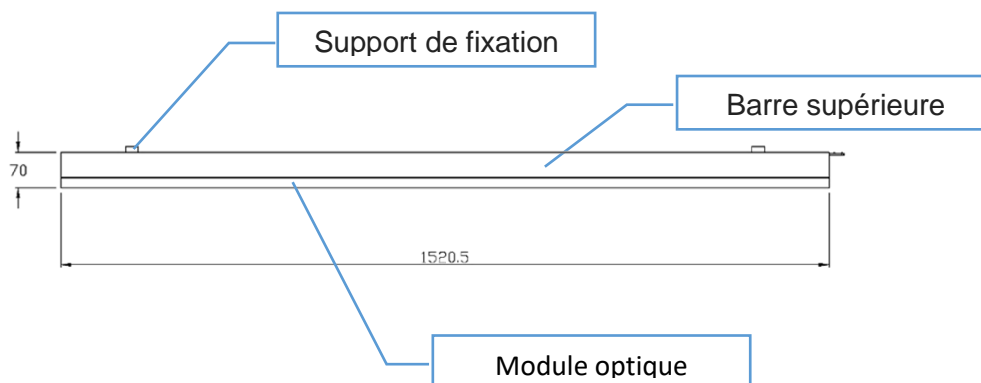 Support de fixation
Barre supérieure
70
1520.5
Module optique